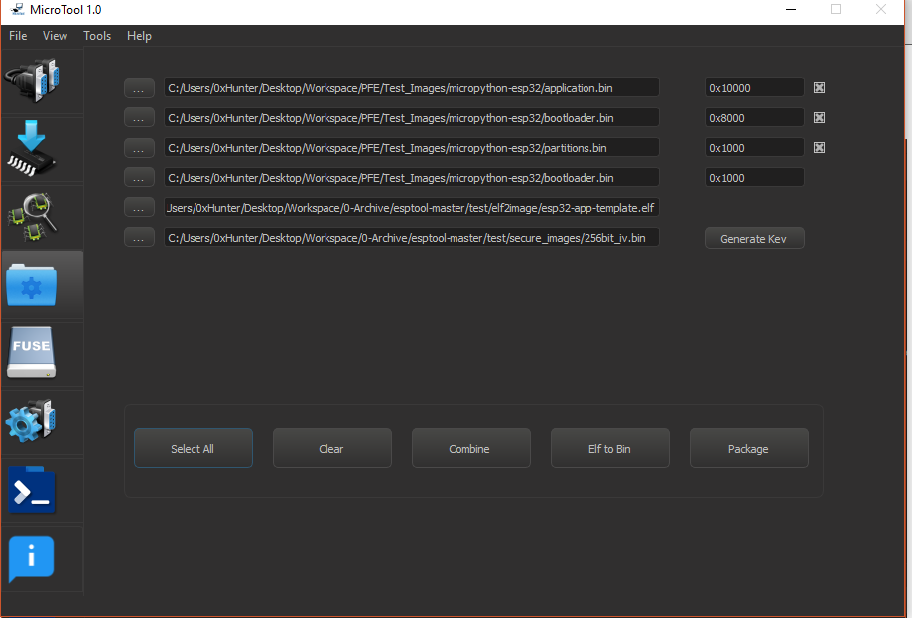 MicroTool 1.0
File View Tools Help
... C:/Users/0xHunter/Desktop/Workspace/PFE/Test_Images/micropython-esp32/application.bin 0x10000
... C:/Users/0xHunter/Desktop/Workspace/PFE/Test_Images/micropython-esp32/bootloader.bin 0x8000
... C:/Users/0xHunter/Desktop/Workspace/PFE/Test_Images/micropython-esp32/partitions.bin 0x1000
... C:/Users/0xHunter/Desktop/Workspace/PFE/Test_Images/micropython-esp32/bootloader.bin 0x1000
... Jsers/0xHunter/Desktop/Workspace/0-Archive/esptool-master/test/elf2image/esp32-app-template.elf
... C:/Users/0xHunter/Desktop/Workspace/0-Archive/esptool-master/test/secure_images/256bit_iv.bin Generate Key
FUSE
Select All Clear Combine Elf to Bin Package